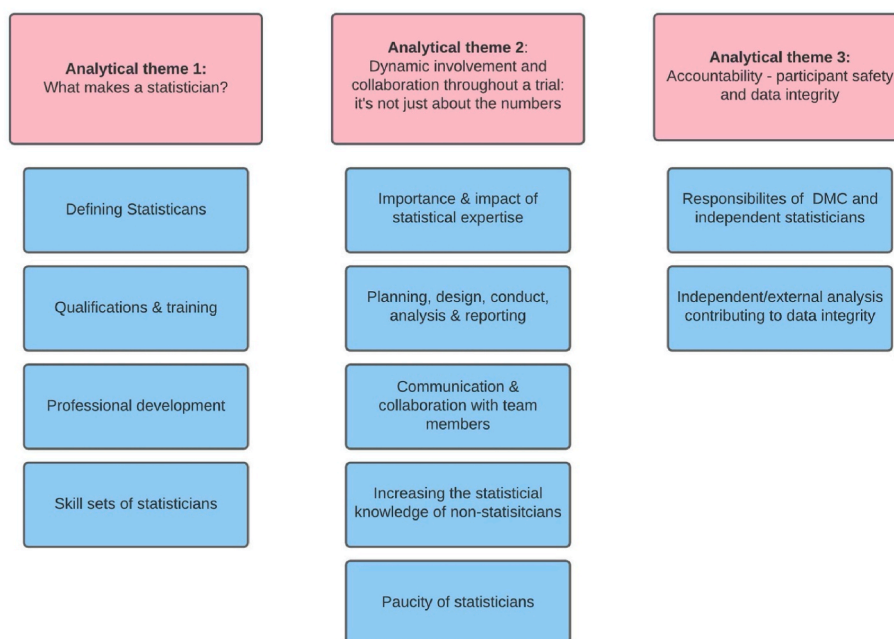 Analytical theme 1:
What makes a statistician?
Defining Statisticans
Qualifications & training
Professional development
Skill sets of statisticians
Analytical theme 2:
Dynamic involvement and
collaboration throughout a trial:
it's not just about the numbers
Importance & impact of
statistical expertise
Planning, design, conduct,
analysis & reporting
Communication &
collaboration with team
members
Increasing the statisticial
knowledge of non-statisitcians
Paucity of statisticians
Analytical theme 3:
Accountability - participant safety
and data integrity
Responsibilites of DMC and
independent statisticians
Independent/external analysis
contributing to data integrity